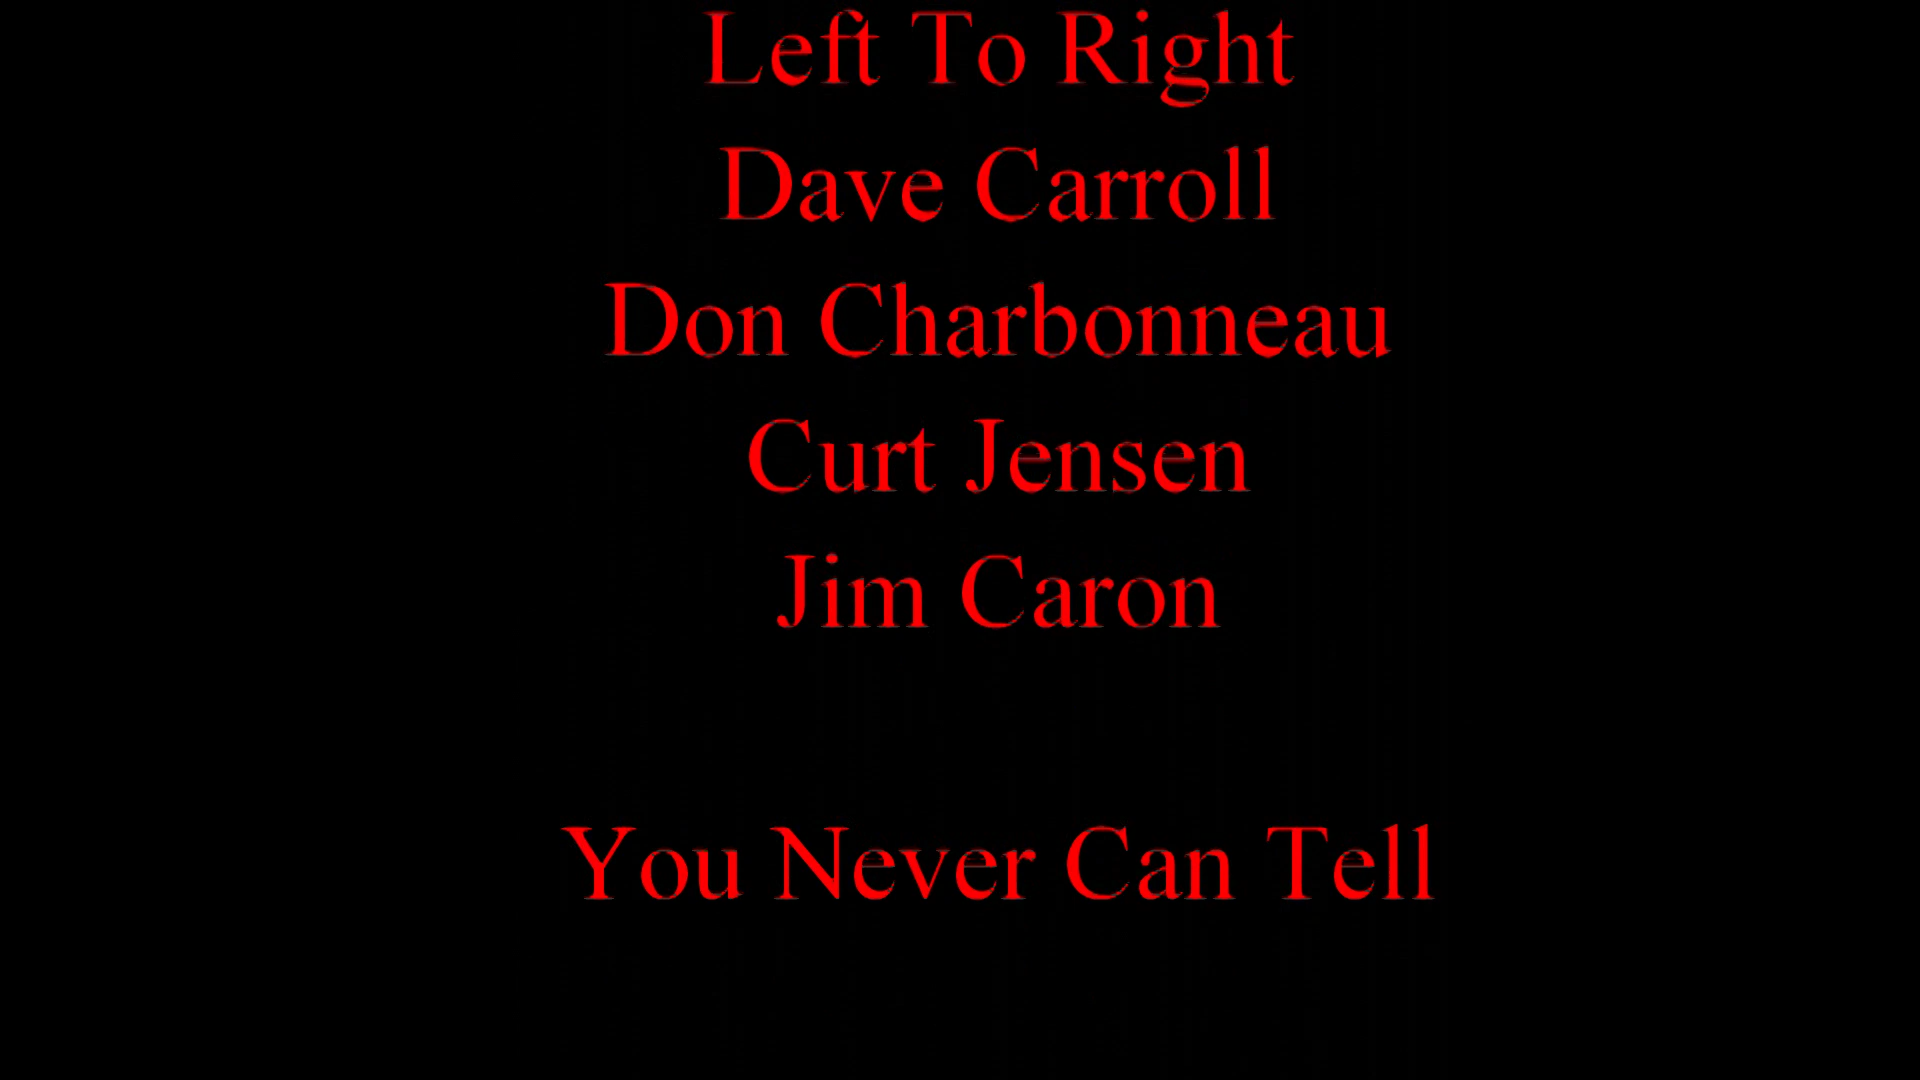 Left To Right
Dave Carroll
Don Charbonneau
Curt Jensen
Jim Caron
You Never Can Tell